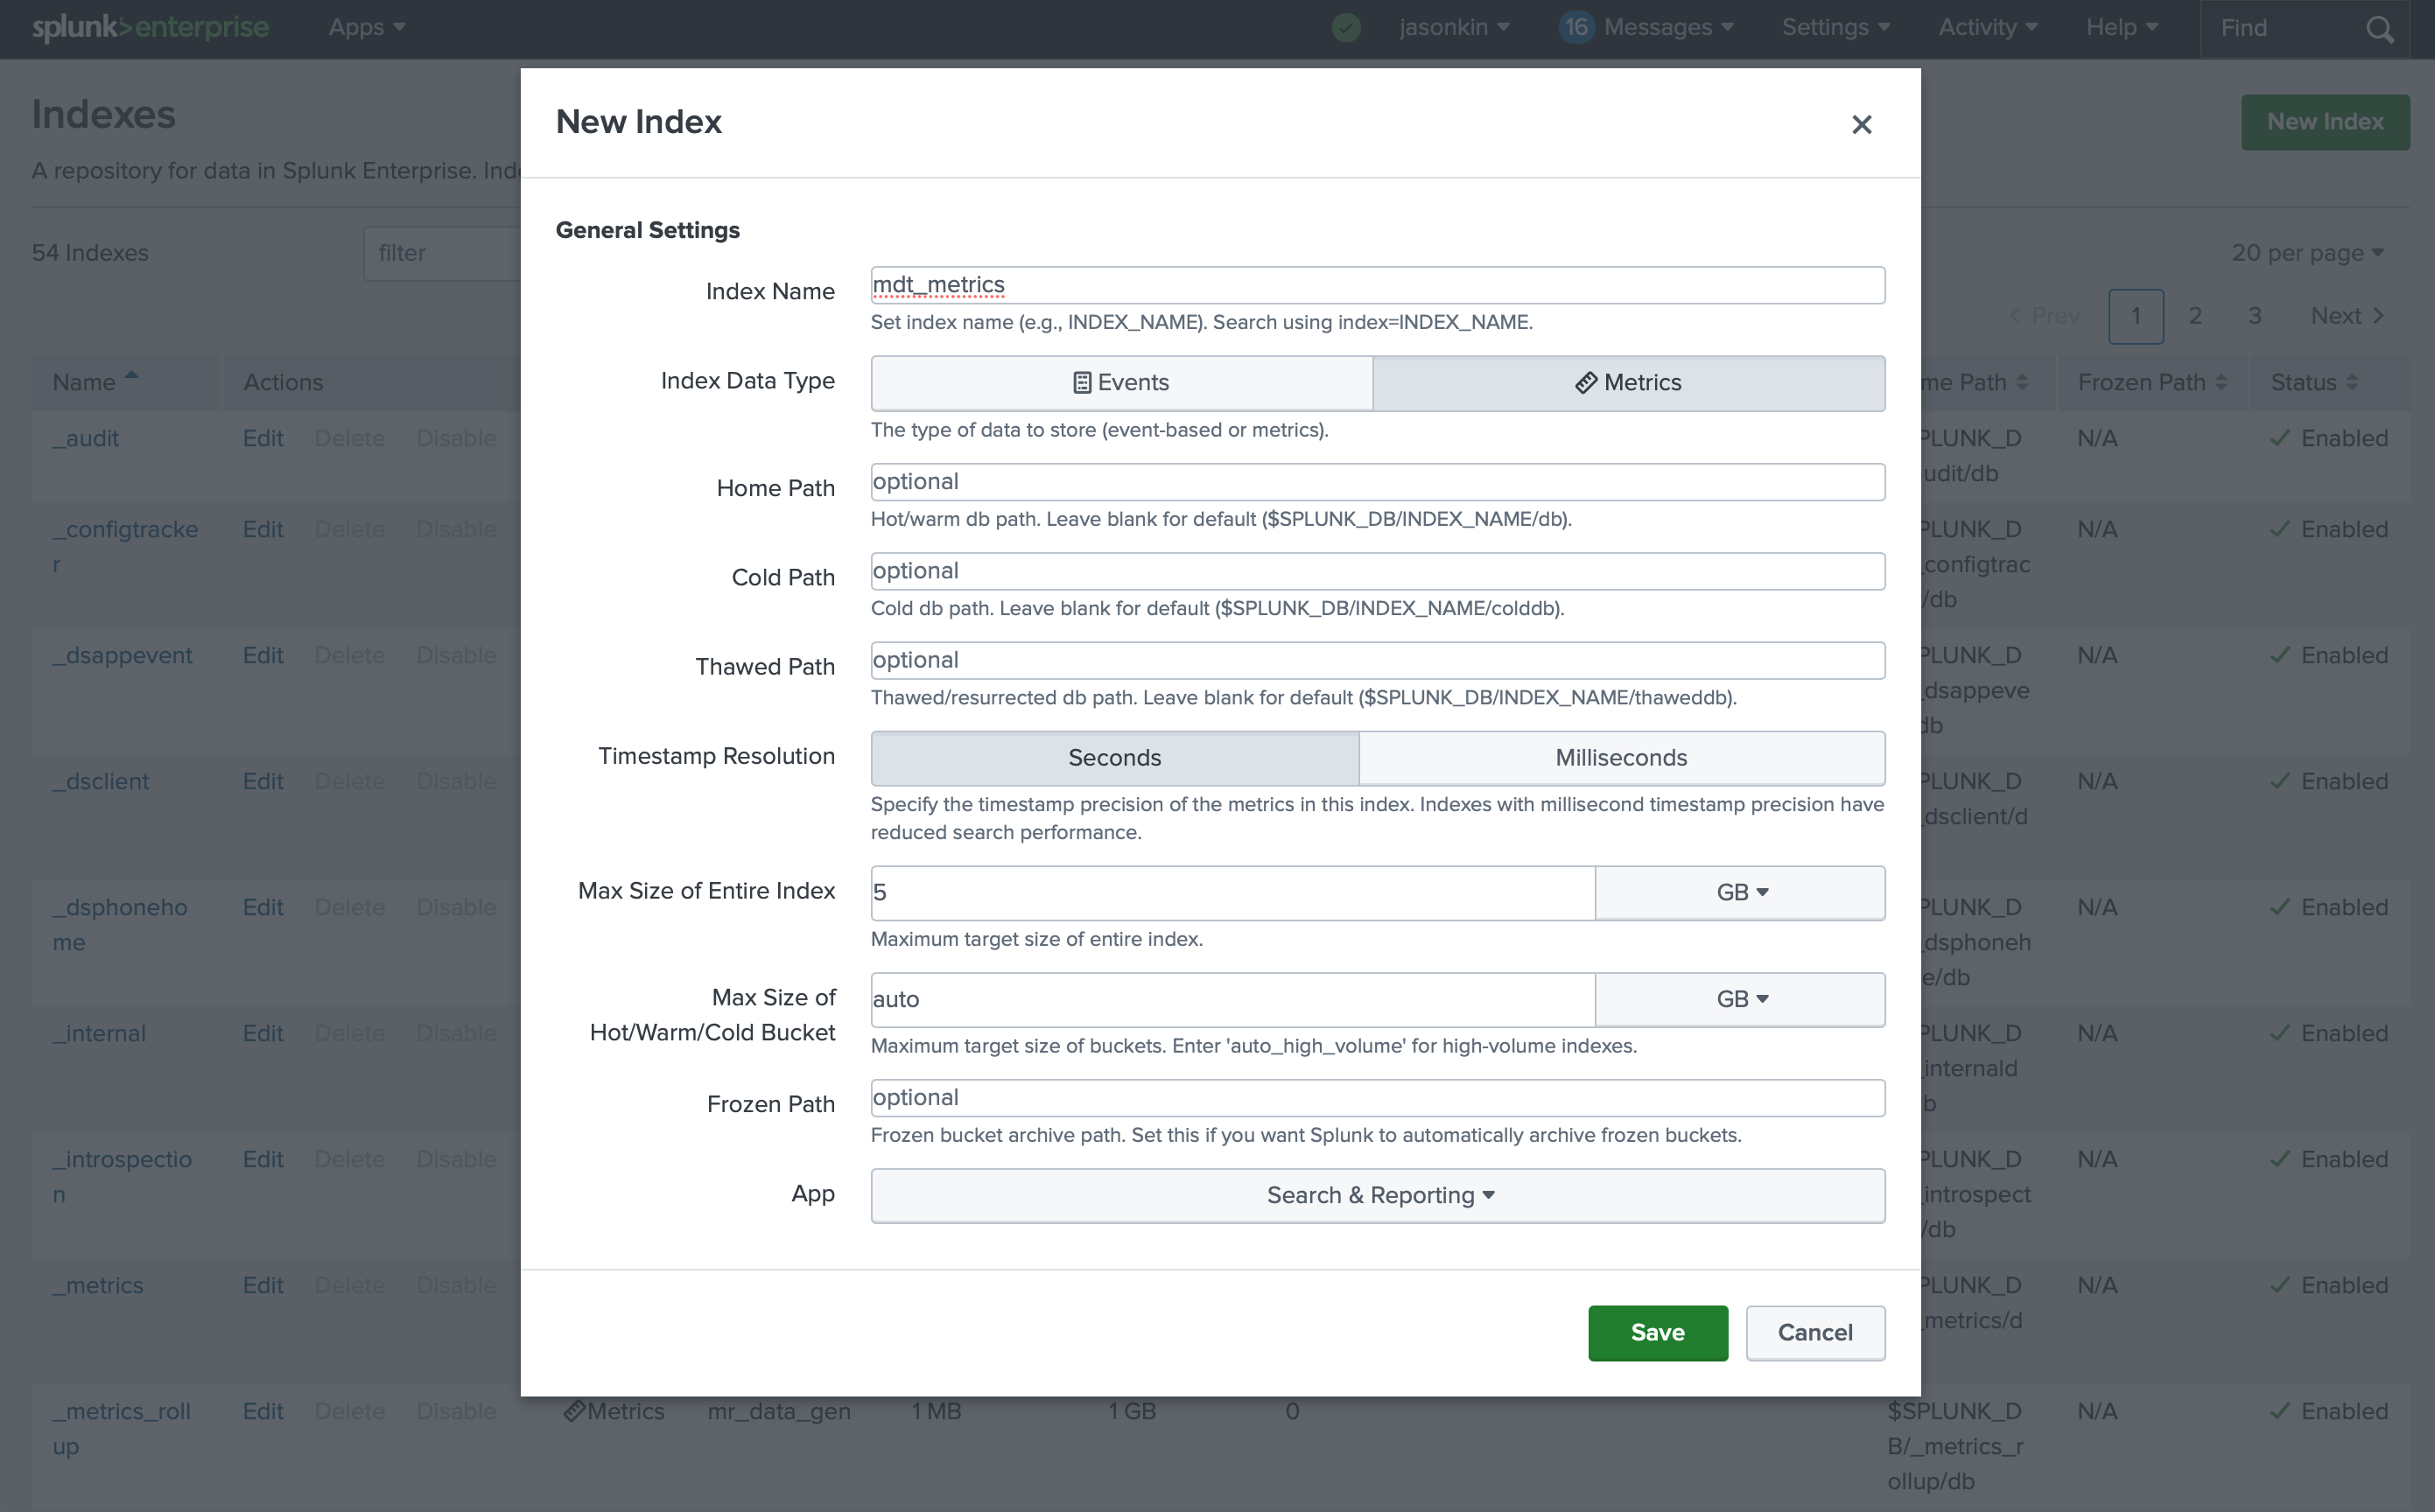 splunk>enterprise Apps jasonkin 16 Messages Settings Activity Help Find
Indexes
New Index
A repository for data in Splunk Enterprise.
54 Indexes filter 20 per page
Prev 1 2 3 Next
Name Actions me Path Frozen Path Status
_audit Edit Delete Disable PLUNK_D N/A Enabled
udit/db
_configtracke Edit Delete Disable PLUNK_D N/A Enabled
r _configtrac
/db
_dsappevent Edit Delete Disable PLUNK_D N/A Enabled
_dsappeve
db
_dsclient Edit Delete Disable PLUNK_D N/A Enabled
_dsclient/d
_dsphoneho Edit Delete Disable PLUNK_D N/A Enabled
me _dsphoneh
e/db
_internal Edit Delete Disable PLUNK_D N/A Enabled
_internald
b
_introspectio Edit Delete Disable PLUNK_D N/A Enabled
n _introspect
/db
_metrics Edit Delete Disable PLUNK_D N/A Enabled
_metrics/d
_metrics_roll Edit Delete Disable Metrics mr_data_gen 1 MB 1 GB 0 $SPLUNK_D N/A Enabled
up B/_metrics_r
ollup/db
New Index
General Settings
Index Name mdt_metrics
Set index name (e.g., INDEX_NAME). Search using index=INDEX_NAME.
Index Data Type Events Metrics
The type of data to store (event-based or metrics).
Home Path optional
Hot/warm db path. Leave blank for default ($SPLUNK_DB/INDEX_NAME/db).
Cold Path optional
Cold db path. Leave blank for default ($SPLUNK_DB/INDEX_NAME/colddb).
Thawed Path optional
Thawed/resurrected db path. Leave blank for default ($SPLUNK_DB/INDEX_NAME/thaweddb).
Timestamp Resolution Seconds Milliseconds
Specify the timestamp precision of the metrics in this index. Indexes with millisecond timestamp precision have
reduced search performance.
Max Size of Entire Index 5 GB
Maximum target size of entire index.
Max Size of
Hot/Warm/Cold Bucket auto GB
Maximum target size of buckets. Enter 'auto_high_volume' for high-volume indexes.
Frozen Path optional
Frozen bucket archive path. Set this if you want Splunk to automatically archive frozen buckets.
App Search & Reporting
Save Cancel